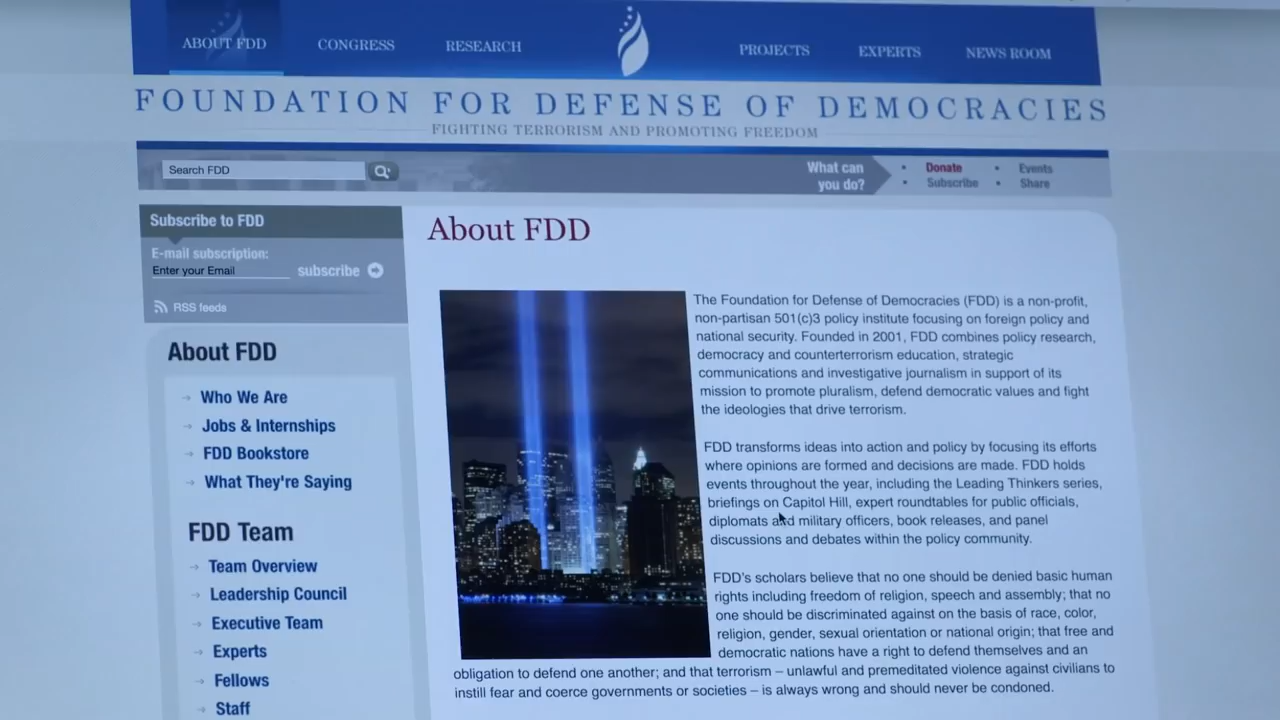 ABOUT FDD CONGRESS RESEARCH PROJECTS EXPERTS NEWS ROOM
FOUNDATION FOR DEFENSE OF DEMOCRACIES
FIGHTING TERRORISM AND PROMOTING FREEDOM
Search FDD
What can you do?
• Donate • Events
• Subscribe • Share
Subscribe to FDD
E-mail subscription:
Enter your Email subscribe
RSS feeds
About FDD
Who We Are
Jobs & Internships
FDD Bookstore
What They're Saying
FDD Team
Team Overview
Leadership Council
Executive Team
Experts
Fellows
Staff
About FDD
The Foundation for Defense of Democracies (FDD) is a non-profit,
non-partisan 501(c)3 policy institute focusing on foreign policy and
national security. Founded in 2001, FDD combines policy research,
democracy and counterterrorism education, strategic
communications and investigative journalism in support of its
mission to promote pluralism, defend democratic values and fight
the ideologies that drive terrorism.
FDD transforms ideas into action and policy by focusing its efforts
where opinions are formed and decisions are made. FDD holds
events throughout the year, including the Leading Thinkers series,
briefings on Capitol Hill, expert roundtables for public officials,
diplomats and military officers, book releases, and panel
discussions and debates within the policy community.
FDD's scholars believe that no one should be denied basic human
rights including freedom of religion, speech and assembly; that no
one should be discriminated against on the basis of race, color,
religion, gender, sexual orientation or national origin; that free and
democratic nations have a right to defend themselves and an
obligation to defend one another; and that terrorism – unlawful and premeditated violence against civilians to
instill fear and coerce governments or societies – is always wrong and should never be condoned.